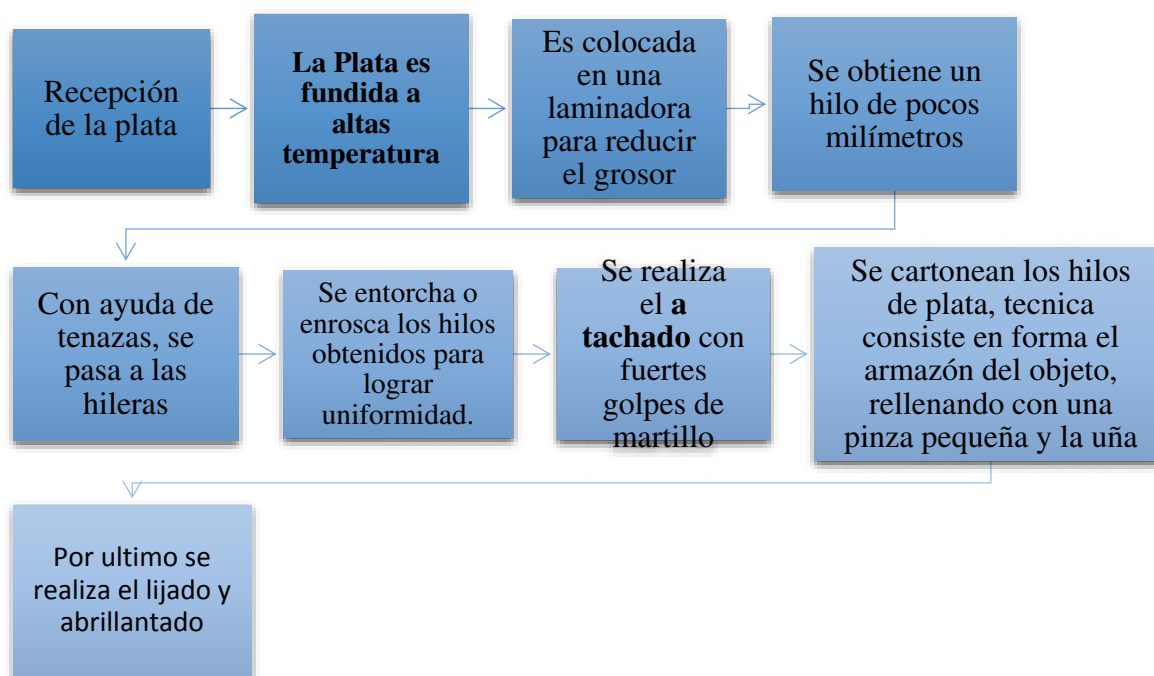 Recepción
de la plata
La Plata es
fundida a
altas
temperatura
Es colocada
en una
laminadora
para reducir
el grosor
Se obtiene un
hilo de pocos
milímetros
Con ayuda de
tenazas, se
pasa a las
hileras
Se entorcha o
enrosca los hilos
obtenidos para
lograr
uniformidad.
Se realiza
el a
tachado con
fuertes
golpes de
martillo
Se cartonean los hilos
de plata, tecnica
consiste en forma el
armazón del objeto,
rellenando con una
pinza pequeña y la uña
Por ultimo se
realiza el lijado y
abrillantado